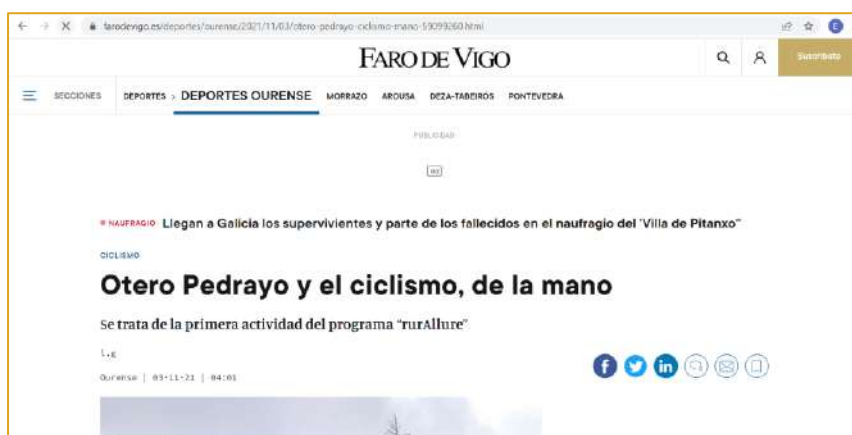 farodevigo.es/deportes/ourense/2021/11/03/otero-pedrayo-ciclismo-mano-59099260.html
FARO DE VIGO
Suscríbete
SECCIONES DEPORTES > DEPORTES OURENSE MORRAZO AROUSA DEZA-TABEIRÓS PONTEVEDRA
PUBLICIDAD
NAUFRAGIO Llegan a Galicia los supervivientes y parte de los fallecidos en el naufragio del 'Villa de Pitanxo"
CICLISMO
Otero Pedrayo y el ciclismo, de la mano
Se trata de la primera actividad del programa “rurAllure”
l.g
Ourense | 03·11·21 | 04:01